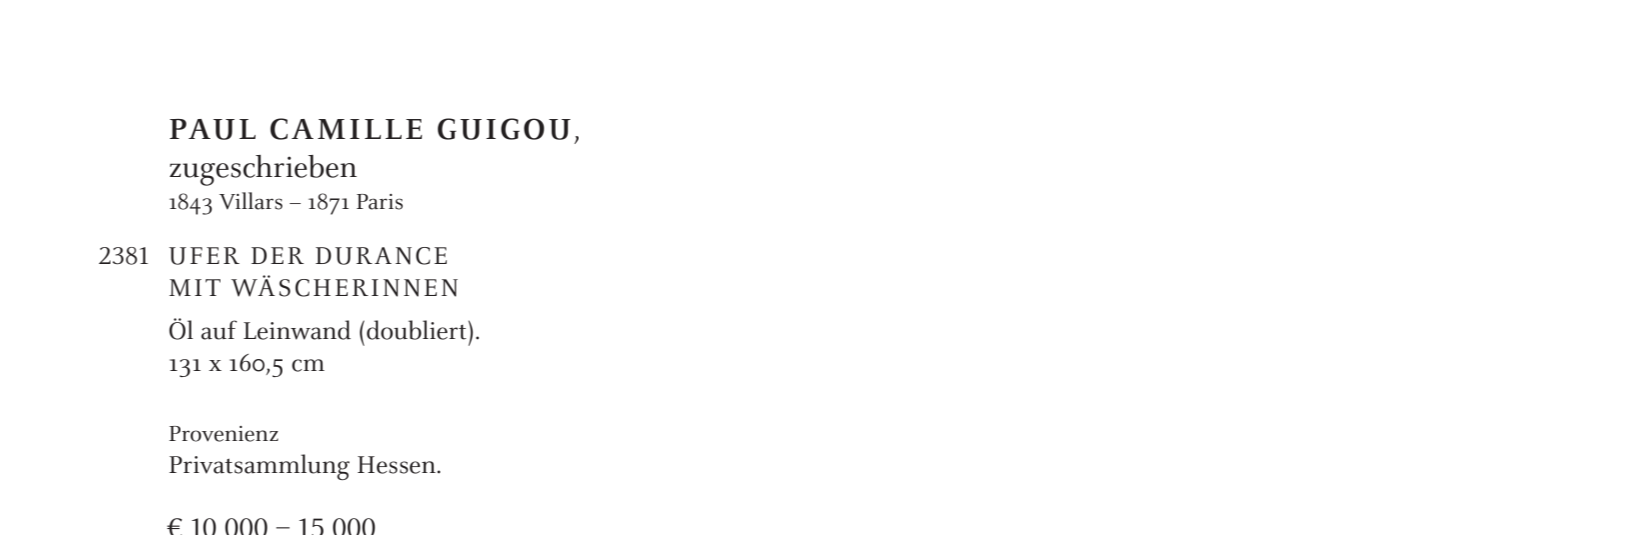 PAUL CAMILLE GUIGOU,
zugeschrieben
1843 Villars – 1871 Paris
2381 UFER DER DURANCE
MIT WÄSCHERINNEN
Öl auf Leinwand (doubliert).
131 x 160,5 cm
Provenienz
Privatsammlung Hessen.
€ 10 000 – 15 000